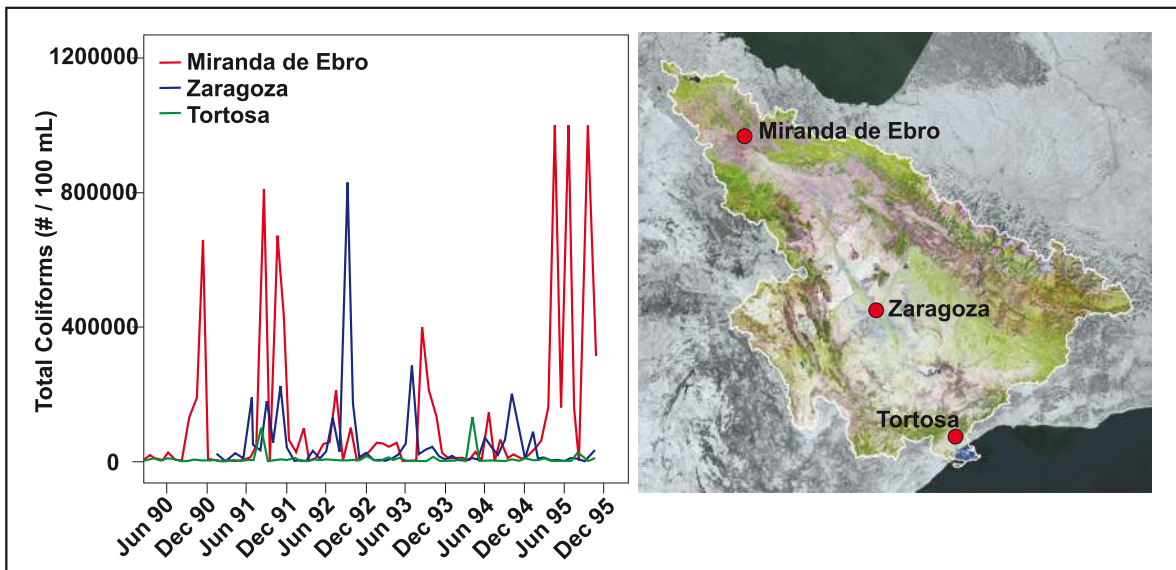 Total Coliforms (# / 100 mL)
1200000
800000
400000
0
Miranda de Ebro
Zaragoza
Tortosa
Jun 90
Dec 90
Jun 91
Dec 91
Jun 92
Dec 92
Jun 93
Dec 93
Jun 94
Dec 94
Jun 95
Dec 95
Miranda de Ebro
Zaragoza
Tortosa